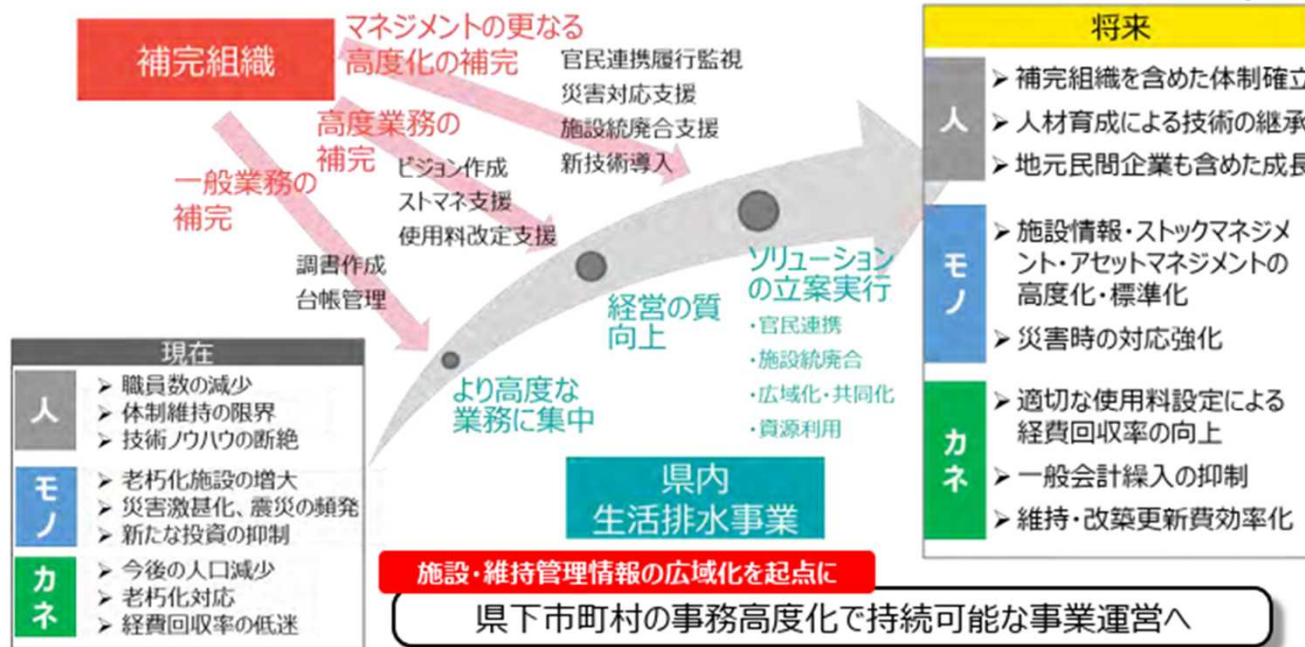 補完組織
マネジメントの更なる
高度化の補完
官民連携履行監視
災害対応支援
施設統廃合支援
新技術導入
高度業務の
補完
ビジョン作成
ストマネ支援
使用料改定支援
一般業務の
補完
調書作成
台帳管理
現在
人
➤ 職員数の減少
➤ 体制維持の限界
➤ 技術ノウハウの断絶
モノ
➤ 老朽化施設の増大
➤ 災害激基化、震災の頻発
➤ 新たな投資の抑制
カネ
➤ 今後の人口減少
➤ 老朽化対応
➤ 経費回収率の低迷
より高度な
業務に集中
経営の質
向上
ソリューション
の立案実行
・官民連携
・施設統廃合
・広域化・共同化
・資源利用
県内
生活排水事業
将来
人
➤ 補完組織を含めた体制確立
➤ 人材育成による技術の継承
➤ 地元民間企業も含めた成長
モノ
➤ 施設情報・ストックマネジメ
ント・アセットマネジメントの
高度化・標準化
➤ 災害時の対応強化
カネ
➤ 適切な使用料設定による
経費回収率の向上
➤ 一般会計繰入の抑制
➤ 維持・改築更新費効率化
施設・維持管理情報の広域化を起点に
県下市町村の事務高度化で持続可能な事業運営へ